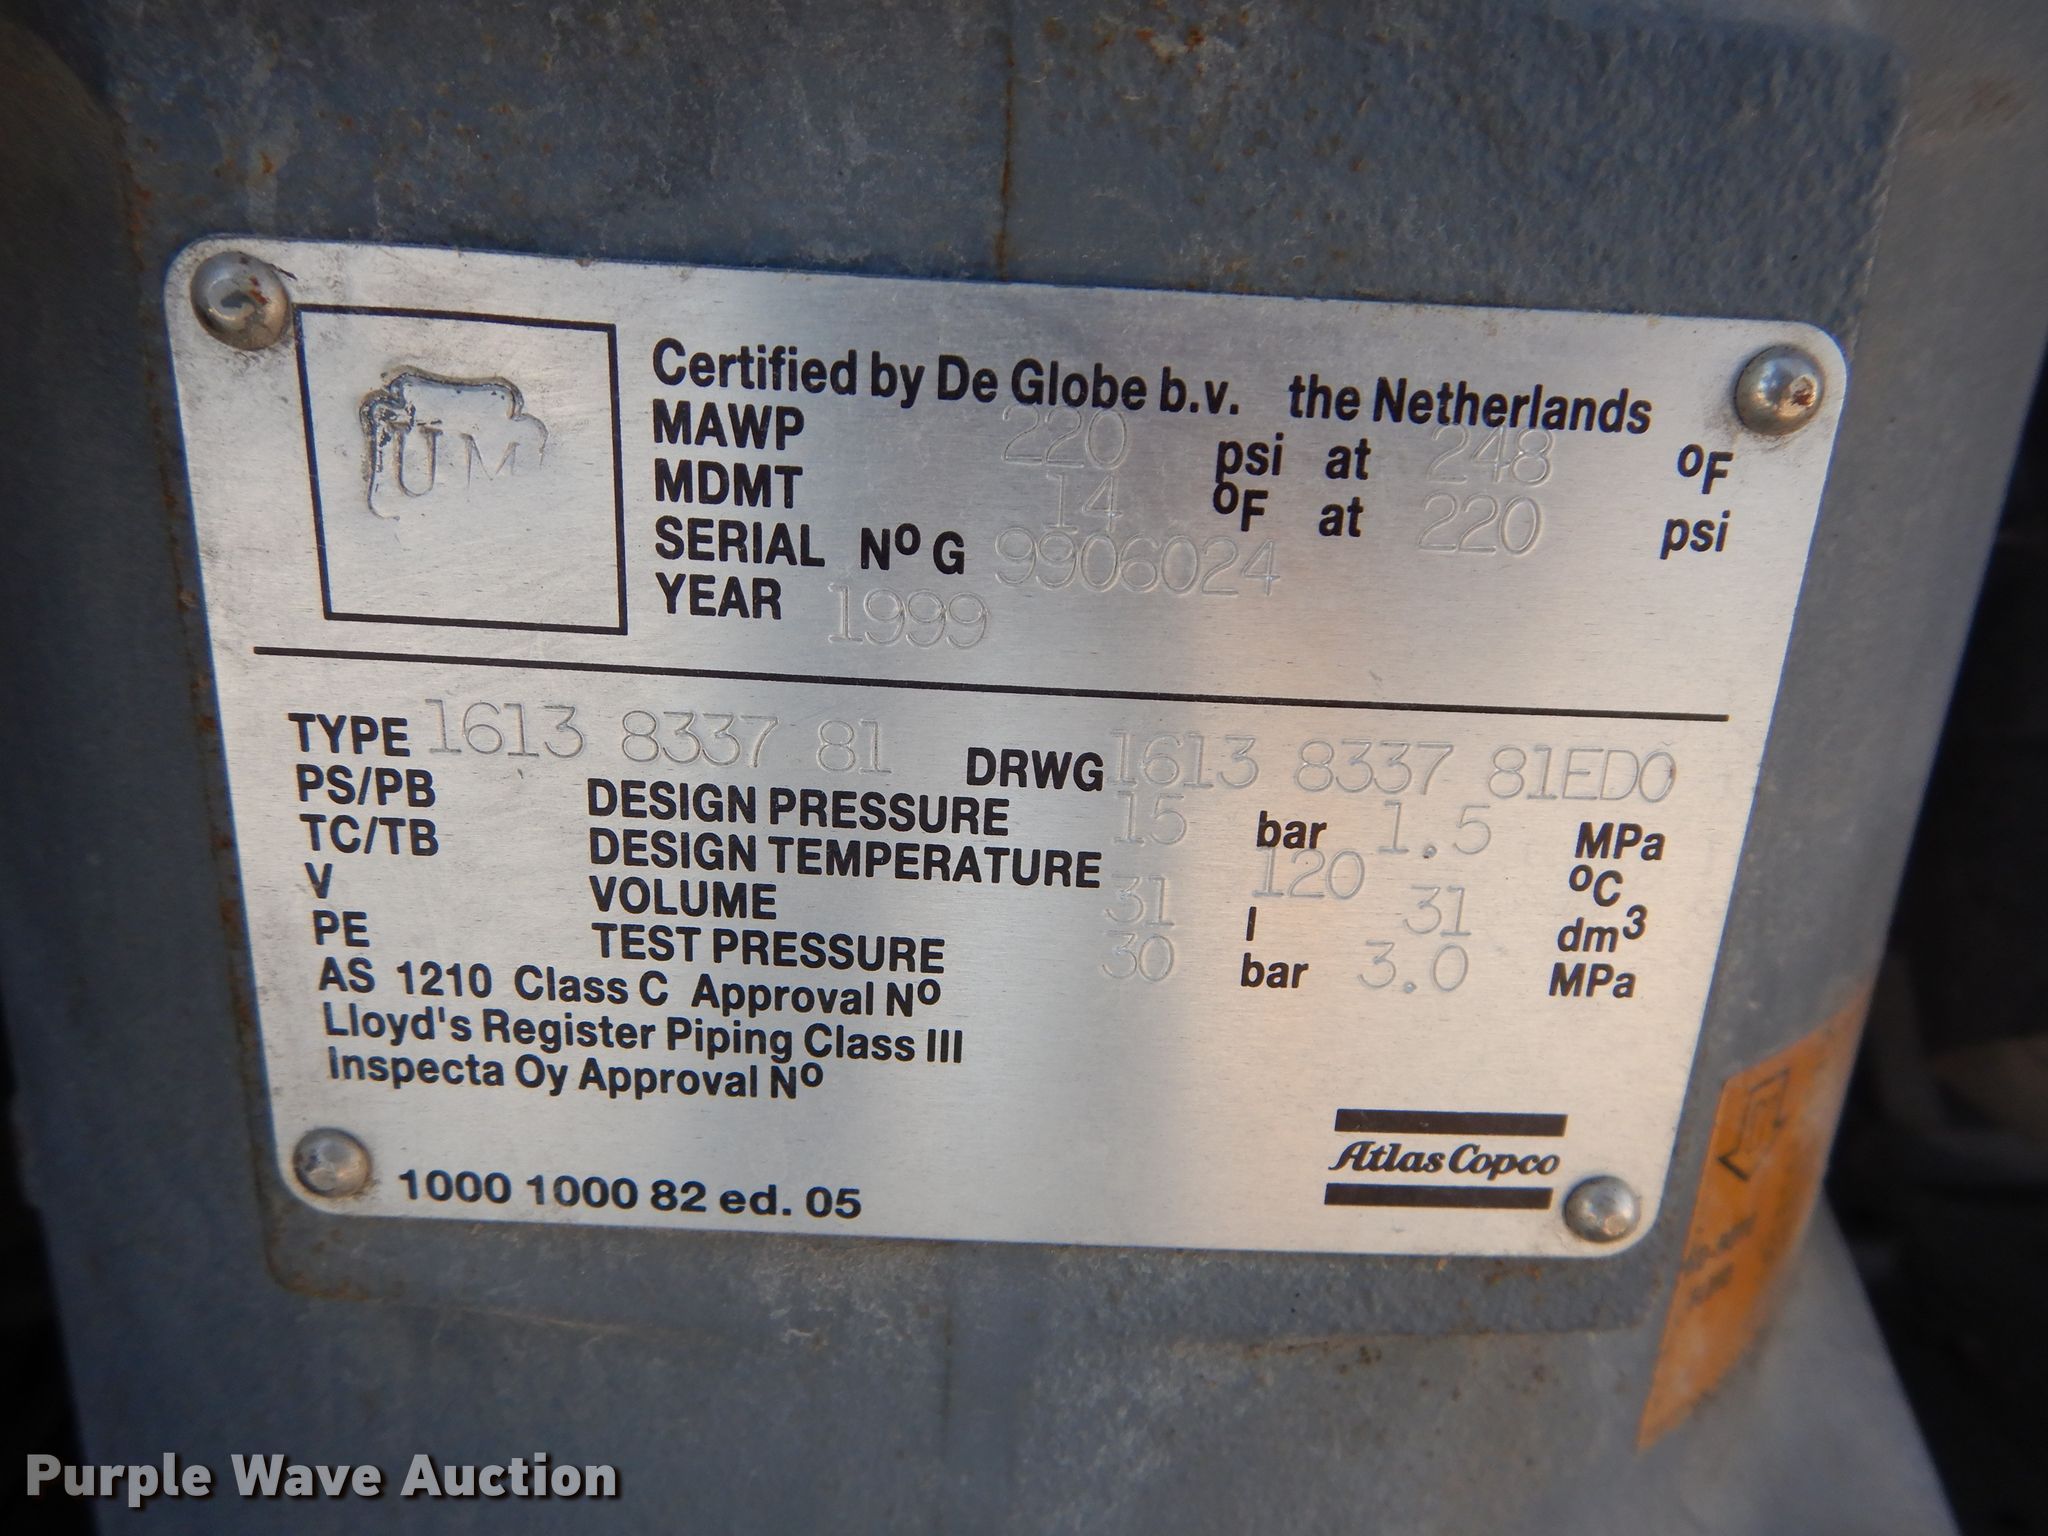 UM
Certified by De Globe b.v. the Netherlands
MAWP 220 psi at 248 ºF
MDMT 14 ºF at 220 psi
SERIAL Nº G 9906024
YEAR 1999
TYPE 1613 8337 81 DRWG 1613 8337 81ED0
PS/PB DESIGN PRESSURE 15 bar 1.5 MPa
TC/TB DESIGN TEMPERATURE 120 ºC
V VOLUME 31 l 31 dm³
PE TEST PRESSURE 30 bar 3.0 MPa
AS 1210 Class C Approval Nº
Lloyd's Register Piping Class III
Inspecta Oy Approval Nº
1000 1000 82 ed. 05
Atlas Copco
Purple Wave Auction